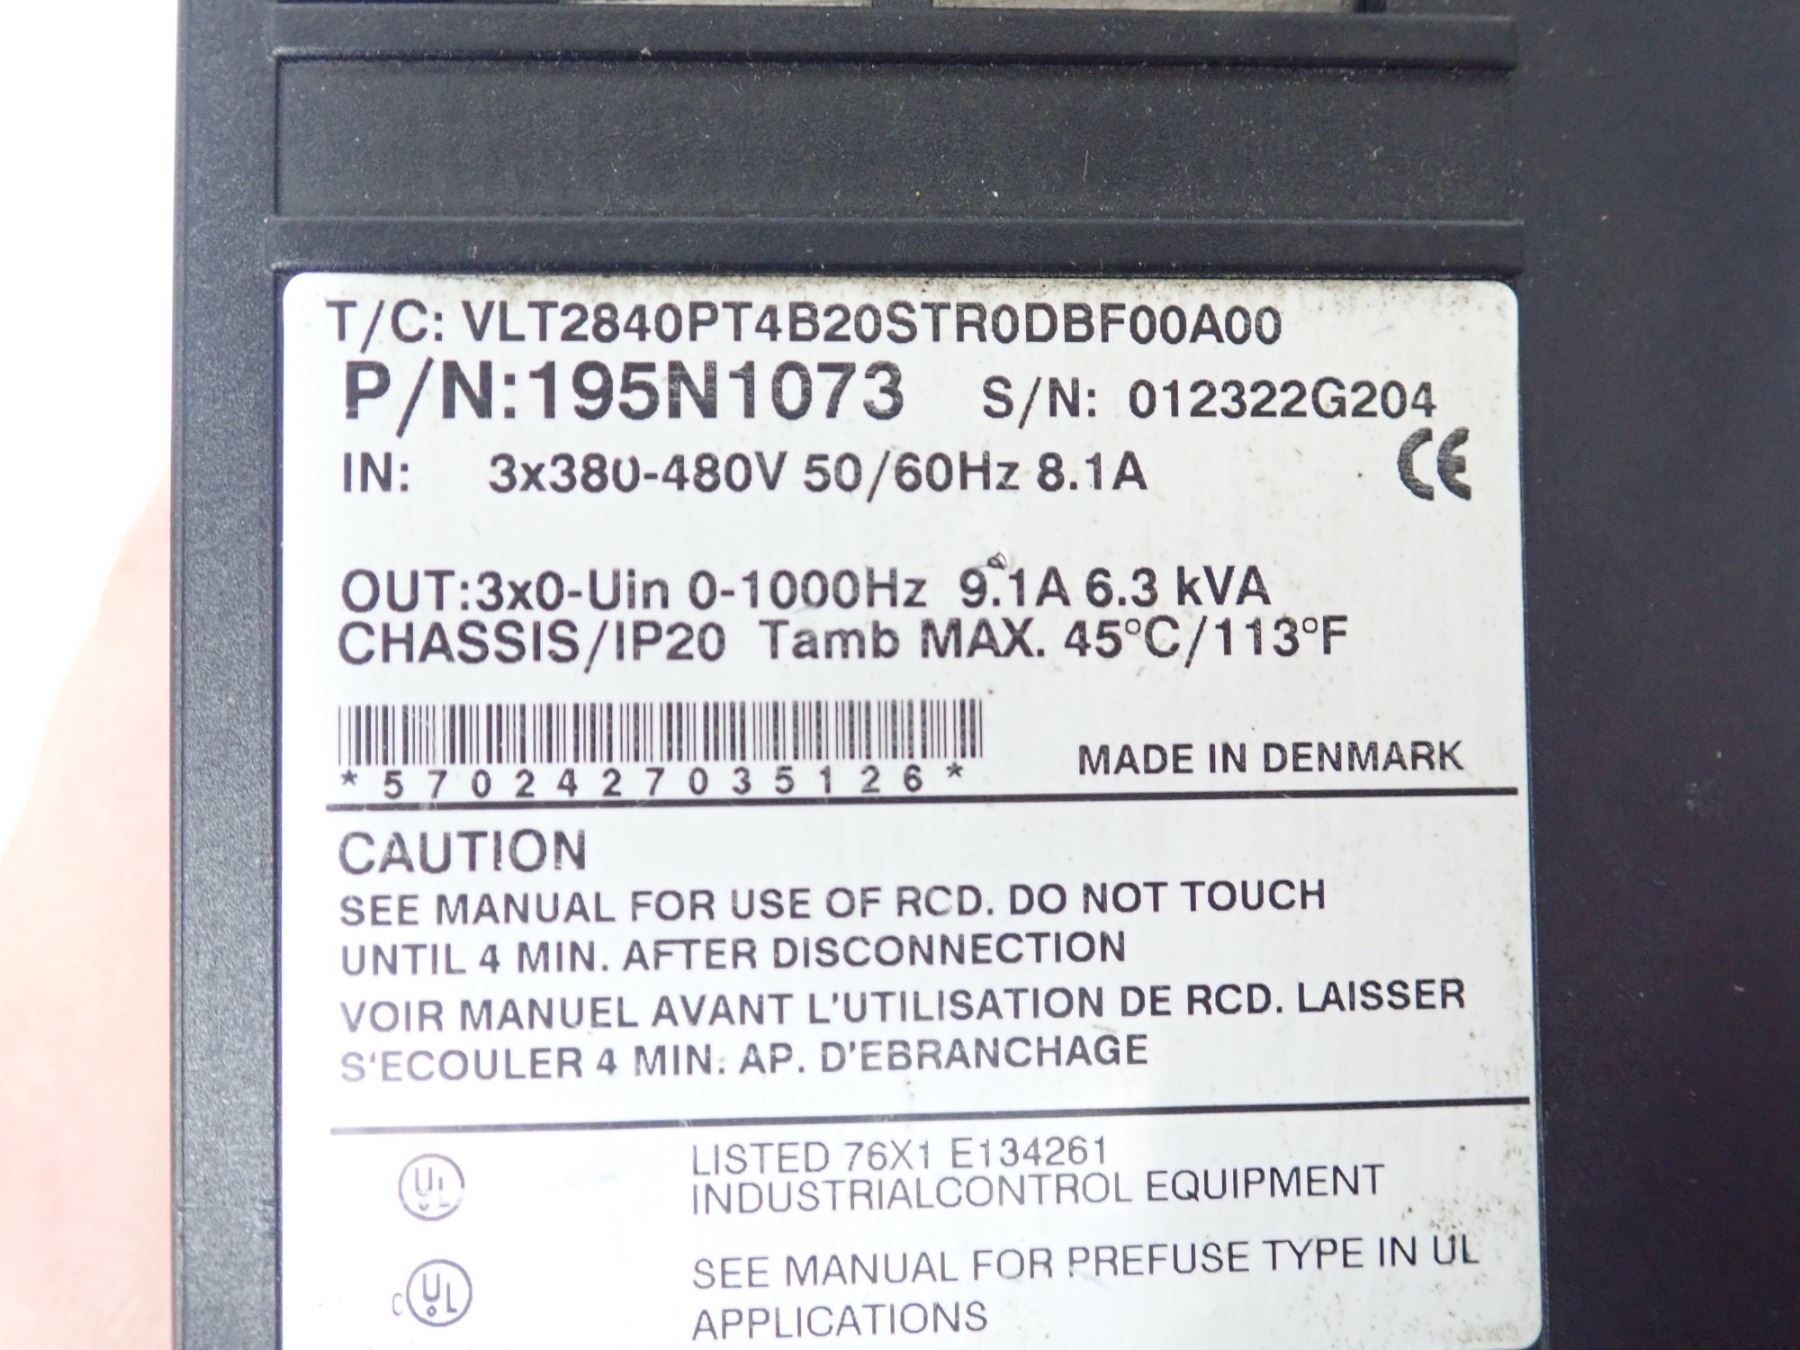 T/C: VLT2840PT4B20STR0DBF00A00
P/N:195N1073 S/N: 012322G204
IN: 3x380-480V 50/60Hz 8.1A CE
OUT:3x0-Uin 0-1000Hz 9.1A 6.3 kVA
CHASSIS/IP20 Tamb MAX. 45°C/113°F
*5702427035126* MADE IN DENMARK
CAUTION
SEE MANUAL FOR USE OF RCD. DO NOT TOUCH
UNTIL 4 MIN. AFTER DISCONNECTION
VOIR MANUEL AVANT L'UTILISATION DE RCD. LAISSER
S'ECOULER 4 MIN. AP. D'EBRANCHAGE
UL LISTED 76X1 E134261
INDUSTRIALCONTROL EQUIPMENT
c UL SEE MANUAL FOR PREFUSE TYPE IN UL
APPLICATIONS